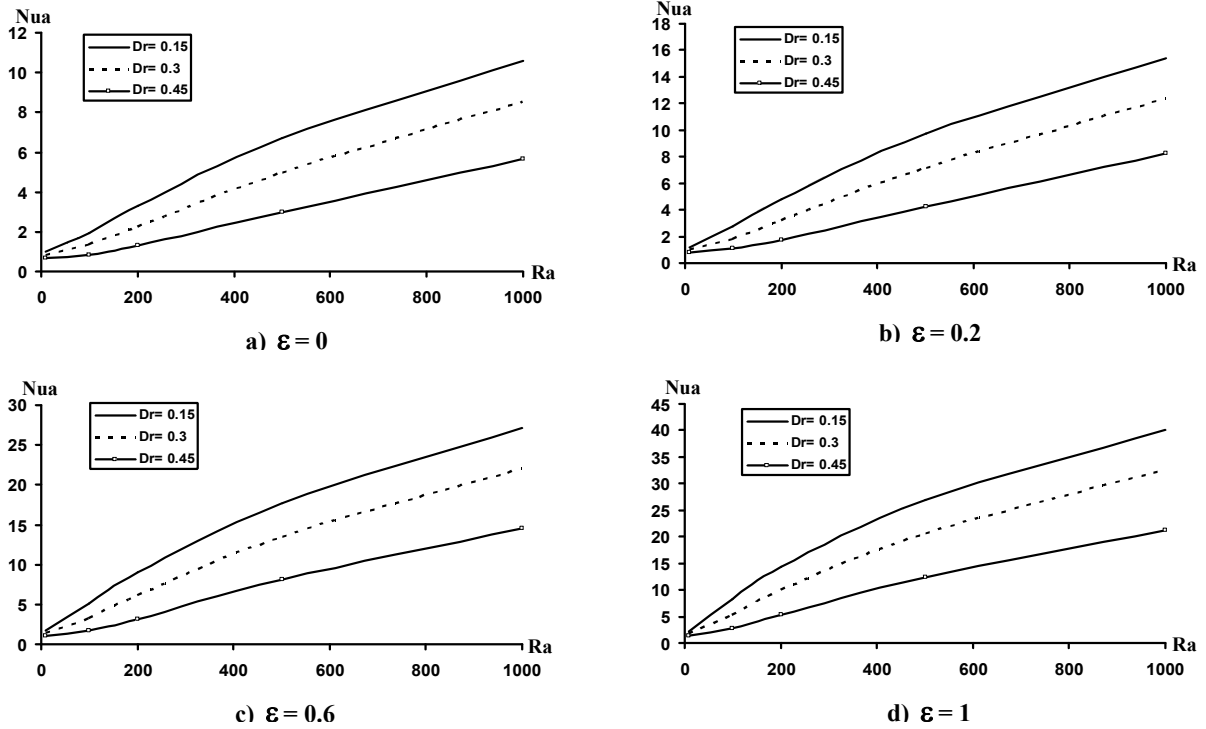 Nua
12
10
8
6
4
2
0
Dr= 0.15
Dr= 0.3
Dr= 0.45
0 200 400 600 800 1000
Ra
a) ε = 0
Nua
18
16
14
12
10
8
6
4
2
0
Dr= 0.15
Dr= 0.3
Dr= 0.45
0 200 400 600 800 1000
Ra
b) ε = 0.2
Nua
30
25
20
15
10
5
0
Dr= 0.15
Dr= 0.3
Dr= 0.45
0 200 400 600 800 1000
Ra
c) ε = 0.6
Nua
45
40
35
30
25
20
15
10
5
0
Dr= 0.15
Dr= 0.3
Dr= 0.45
0 200 400 600 800 1000
Ra
d) ε = 1